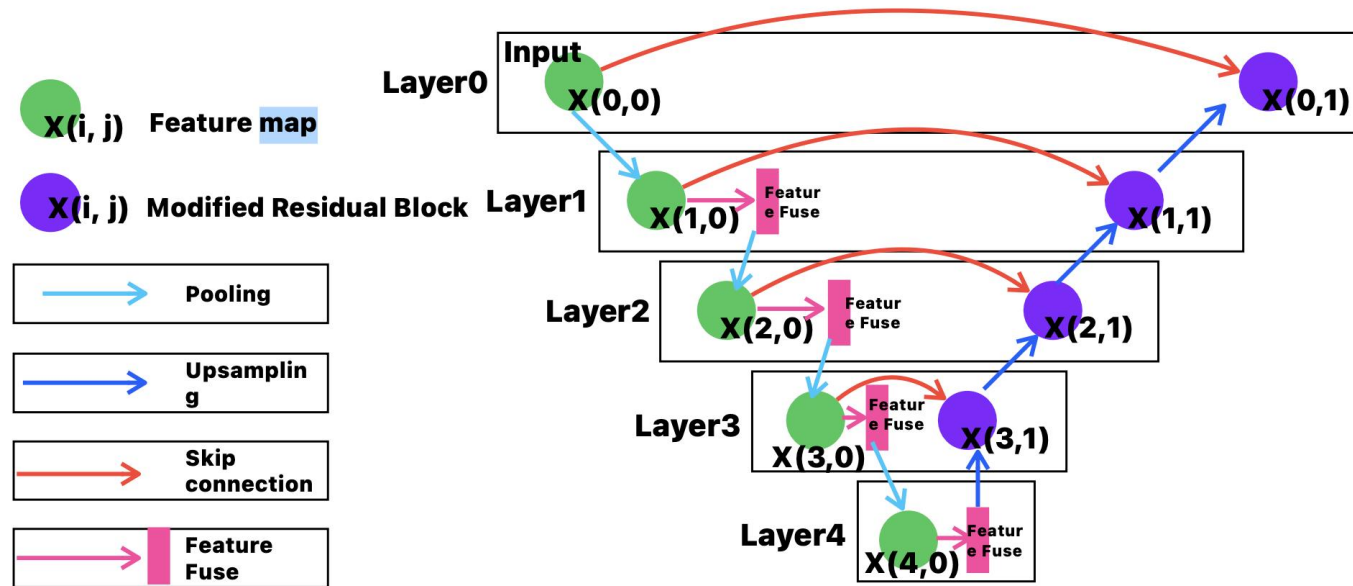 X(i, j) Feature map
X(i, j) Modified Residual Block
Pooling
Upsamplin
g
Skip
connection
Feature
Fuse
Layer0
Input
X(0,0)
X(0,1)
Layer1
X(1,0)
Featur
e Fuse
X(1,1)
Layer2
X(2,0)
Featur
e Fuse
X(2,1)
Layer3
X(3,0)
Featur
e Fuse
X(3,1)
Layer4
X(4,0)
Featur
e Fuse